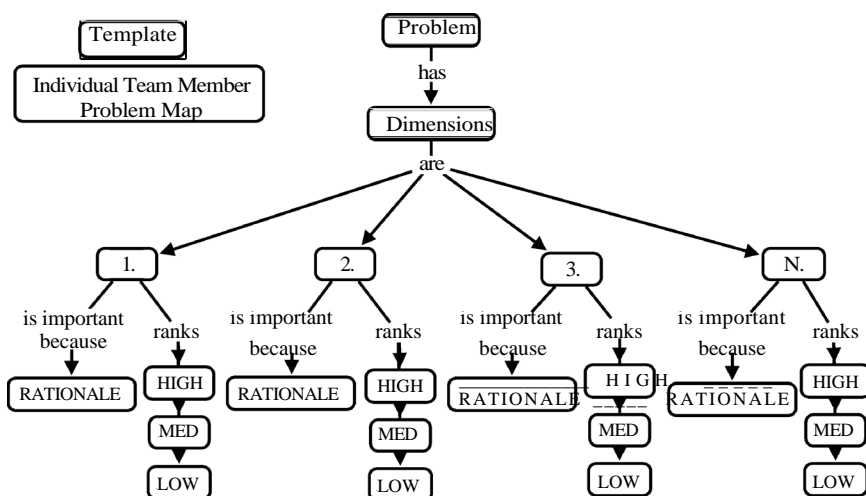 Template
Problem
Individual Team Member
Problem Map
has
Dimensions
are
1.
2.
3.
N.
is important
because
ranks
is important
because
ranks
is important
because
ranks
is important
because
ranks
RATIONALE
HIGH
RATIONALE
HIGH
RATIONALE
HIGH
RATIONALE
HIGH
MED
MED
MED
MED
LOW
LOW
LOW
LOW